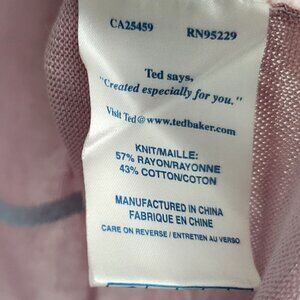 CA25459 RN95229
Ted says,
"Created especially for you."
Visit Ted@www.tedbaker.com
KNIT/MAILLE:
57% RAYON/RAYONNE
43% COTTON/COTON
MANUFACTURED IN CHINA
FABRIQUE EN CHINE
CARE ON REVERSE / ENTRETIEN AU VERSO